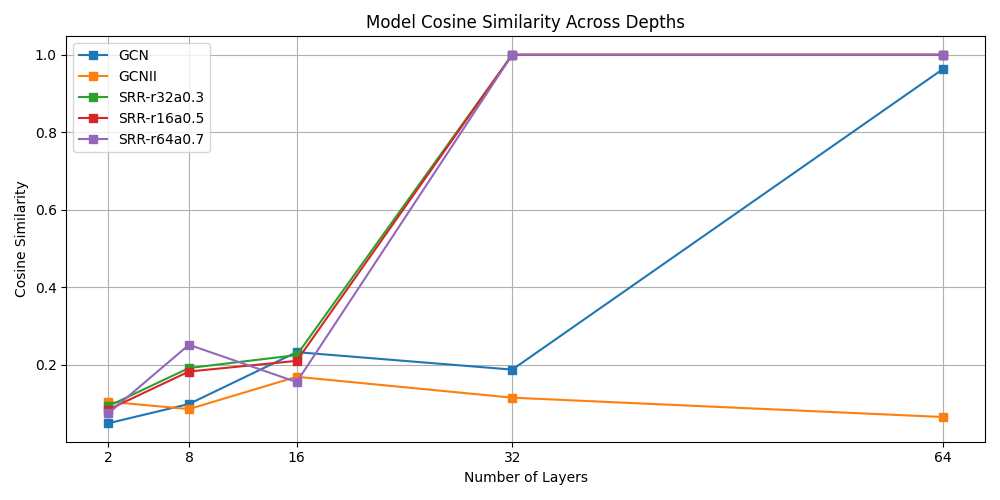 Model Cosine Similarity Across Depths
GCN
GCNII
SRR-r32a0.3
SRR-r16a0.5
SRR-r64a0.7
Cosine Similarity
1.0
0.8
0.6
0.4
0.2
2 8 16 32 64
Number of Layers